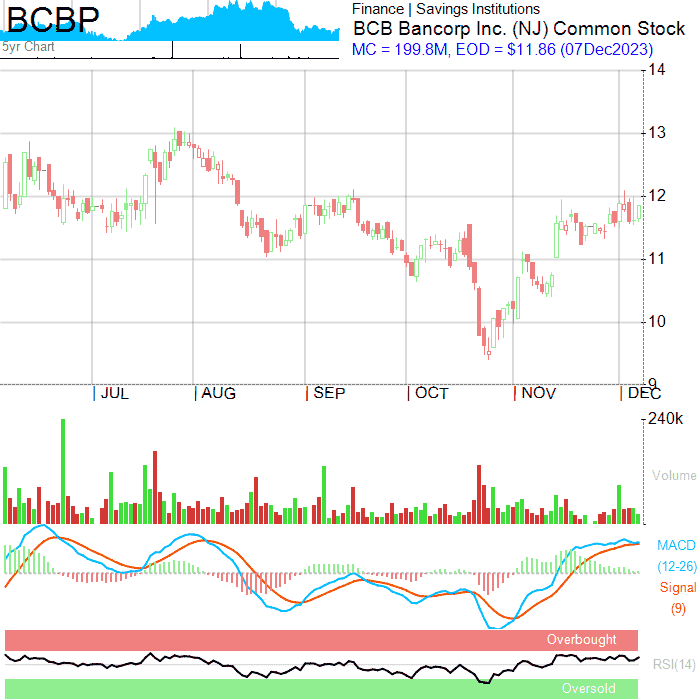 BCBP
5yr Chart
Finance | Savings Institutions
BCB Bancorp Inc. (NJ) Common Stock
MC = 199.8M, EOD = $11.86 (07Dec2023)
14
13
12
11
10
9
JUL AUG SEP OCT NOV DEC
240k
Volume
MACD
(12-26)
Signal
(9)
Overbought
RSI(14)
Oversold